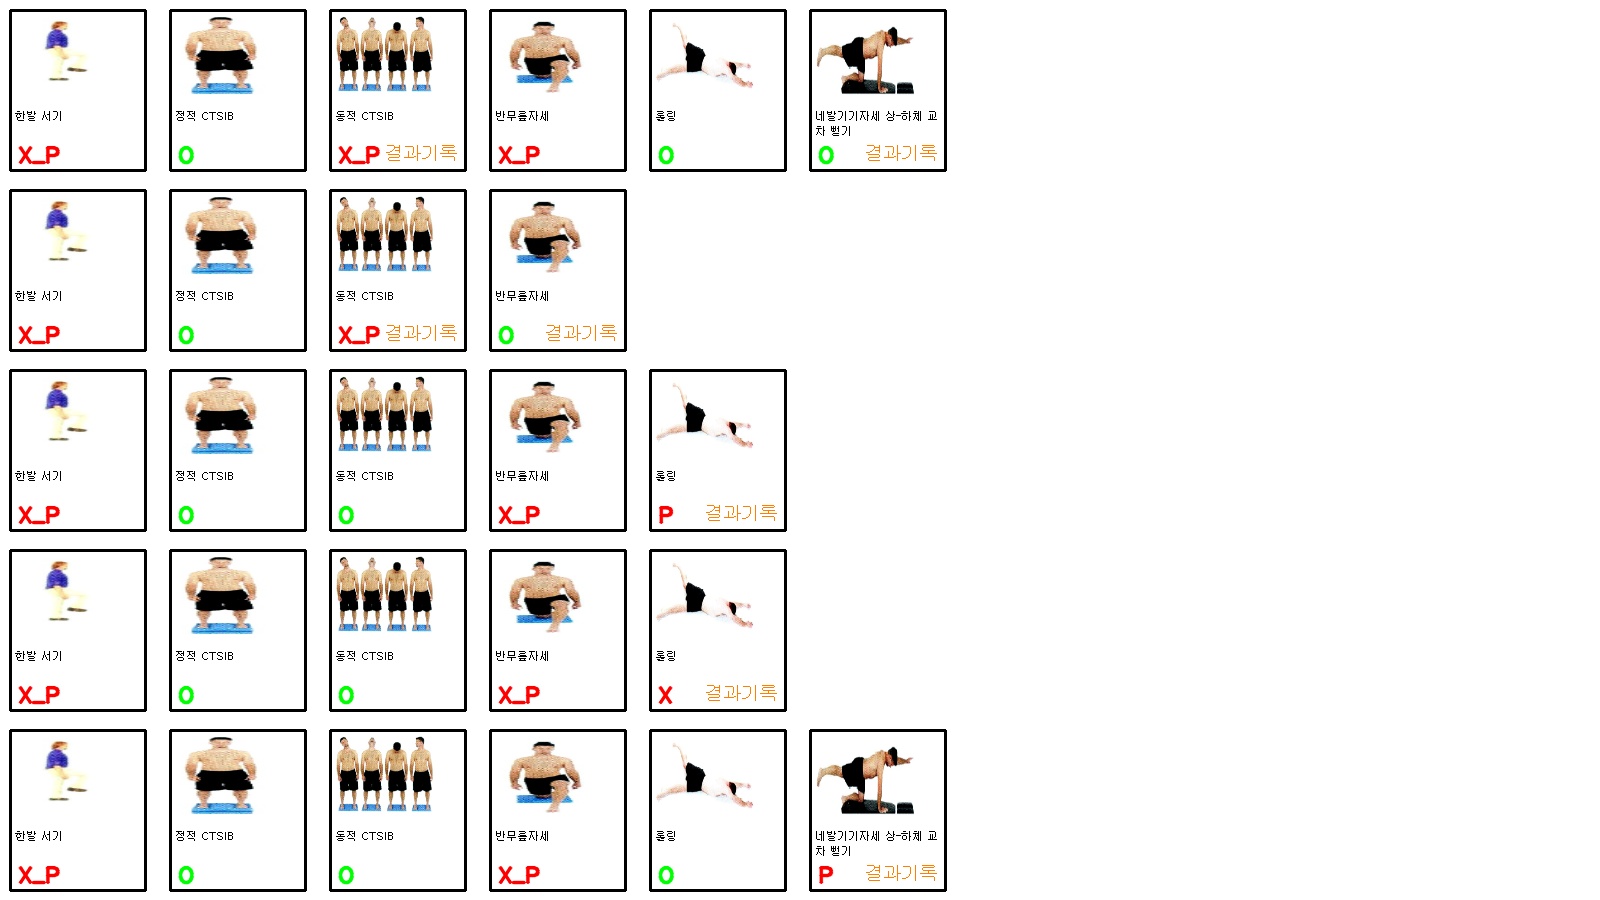 한발 서기
X_P
정적 CTSIB
O
동적 CTSIB
X_P 결과기록
반무릎자세
X_P
롤링
O
네발기기자세 상-하체 교
차 뻗기
O 결과기록
한발 서기
X_P
정적 CTSIB
O
동적 CTSIB
X_P 결과기록
반무릎자세
O 결과기록
한발 서기
X_P
정적 CTSIB
O
동적 CTSIB
O
반무릎자세
X_P
롤링
P 결과기록
한발 서기
X_P
정적 CTSIB
O
동적 CTSIB
O
반무릎자세
X_P
롤링
X 결과기록
한발 서기
X_P
정적 CTSIB
O
동적 CTSIB
O
반무릎자세
X_P
롤링
O
네발기기자세 상-하체 교
차 뻗기
P 결과기록